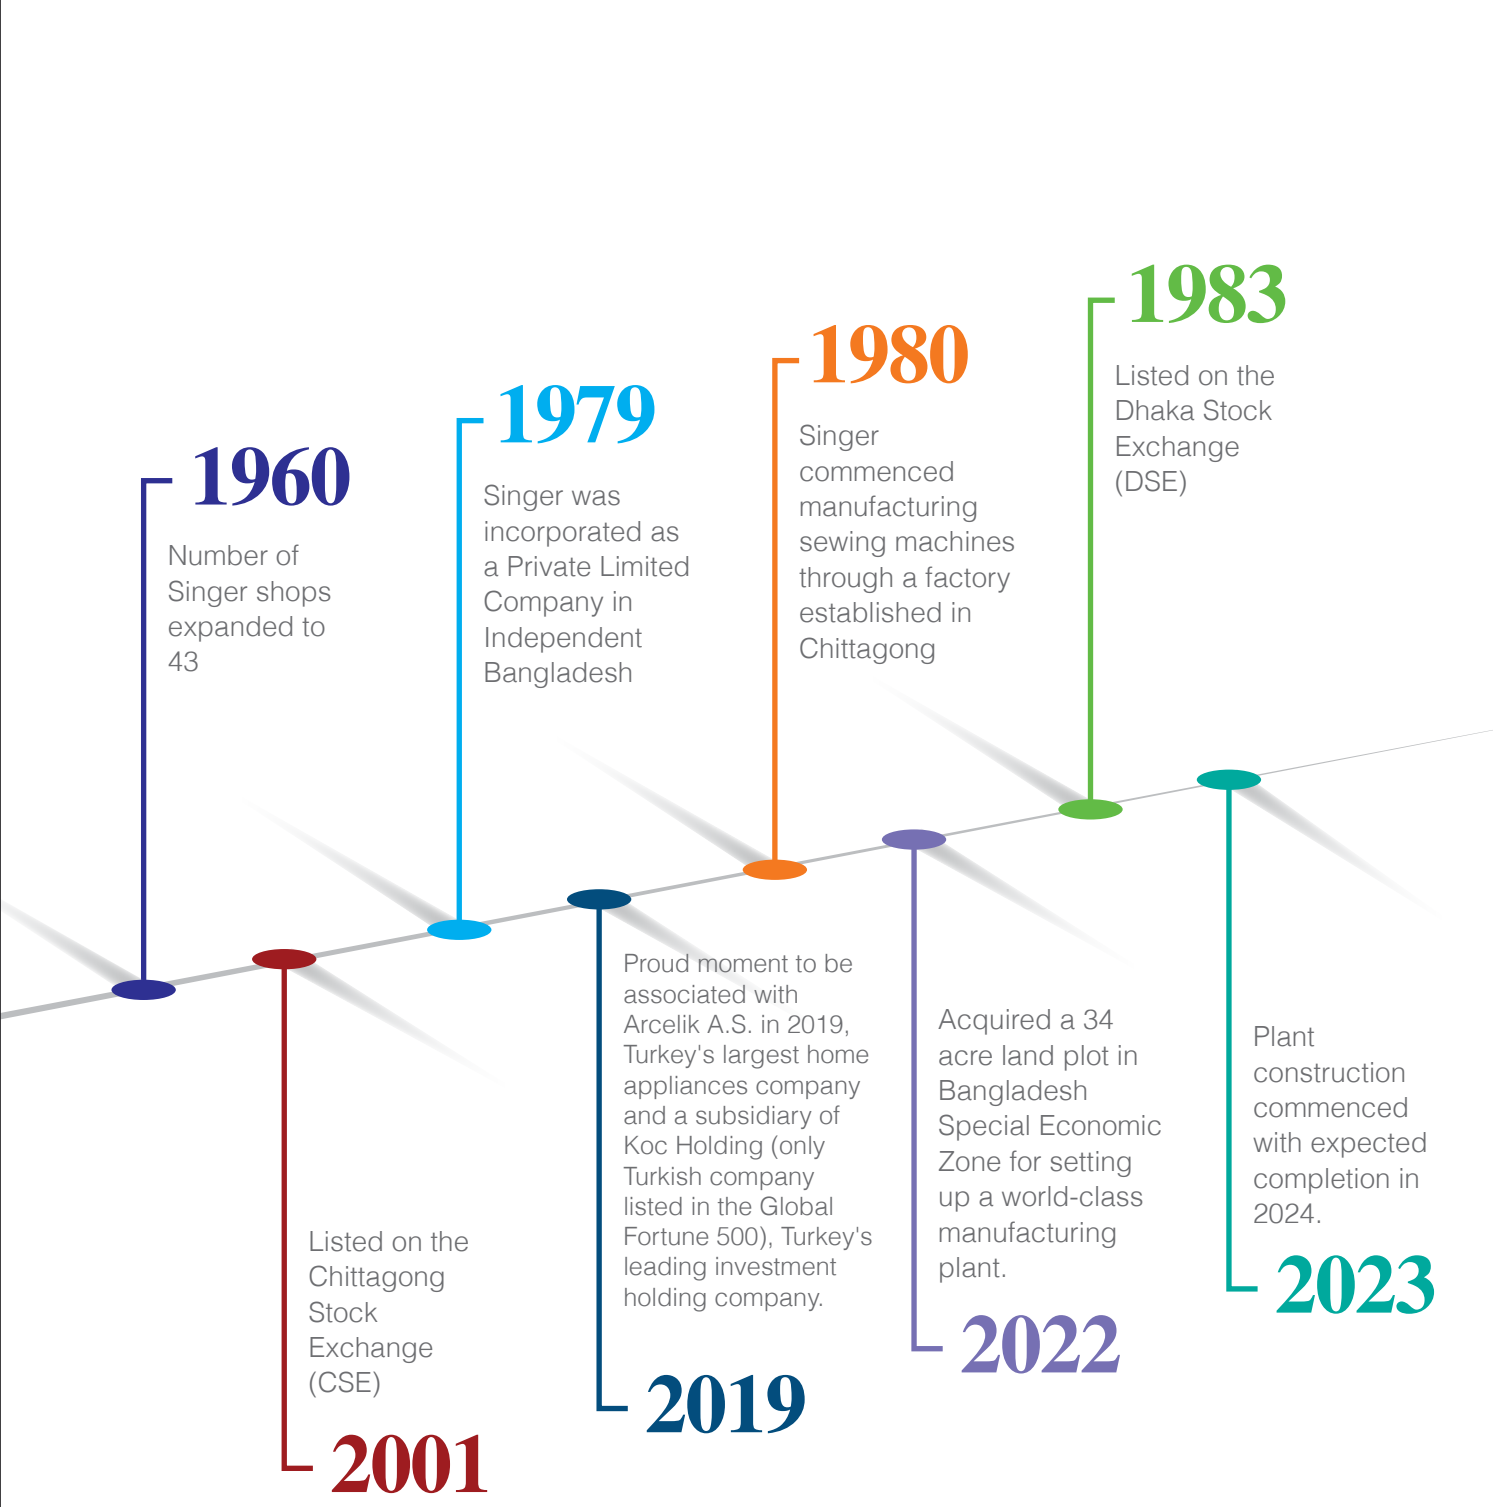 1960
Number of
Singer shops
expanded to
43
1979
Singer was
incorporated as
a Private Limited
Company in
Independent
Bangladesh
1980
Singer
commenced
manufacturing
sewing machines
through a factory
established in
Chittagong
1983
Listed on the
Dhaka Stock
Exchange
(DSE)
Listed on the
Chittagong
Stock
Exchange
(CSE)
2001
Proud moment to be
associated with
Arcelik A.S. in 2019,
Turkey's largest home
appliances company
and a subsidiary of
Koc Holding (only
Turkish company
listed in the Global
Fortune 500), Turkey's
leading investment
holding company.
2019
Acquired a 34
acre land plot in
Bangladesh
Special Economic
Zone for setting
up a world-class
manufacturing
plant.
2022
Plant
construction
commenced
with expected
completion in
2024.
2023